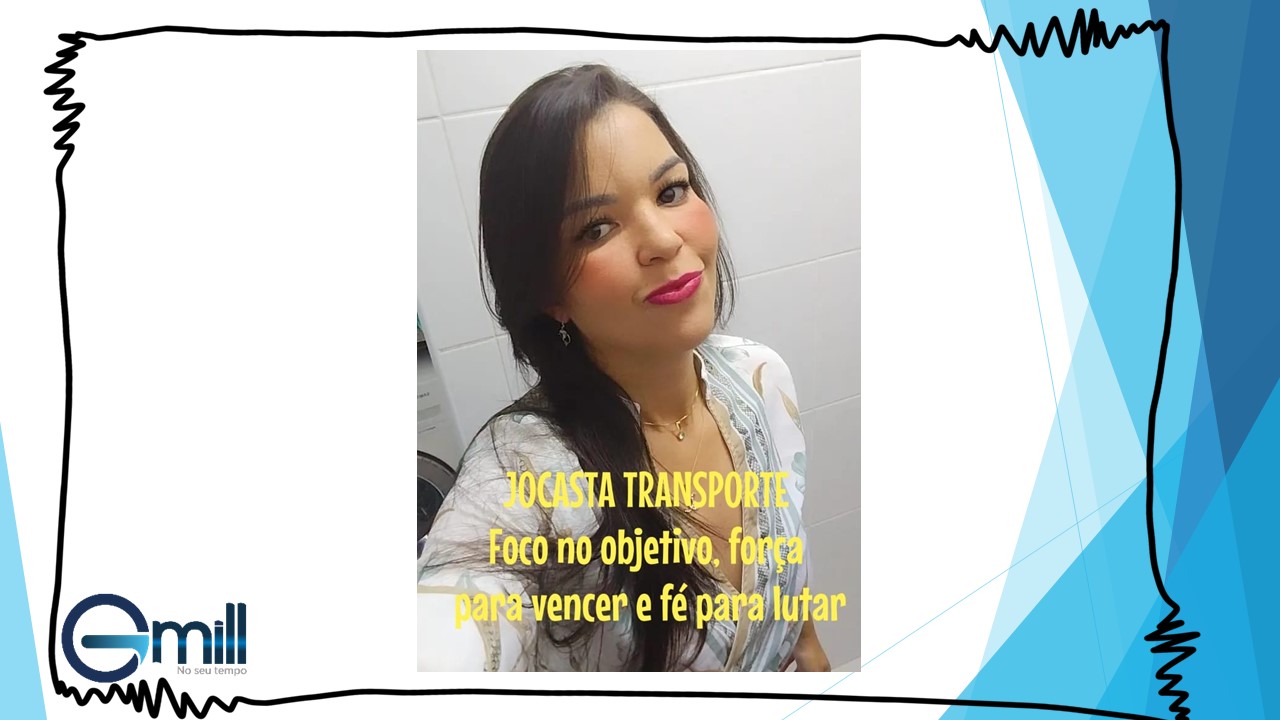 JOCASTA TRANSPORTE
Foco no objetivo, força
para vencer e fé para lutar
Gmill
No seu tempo